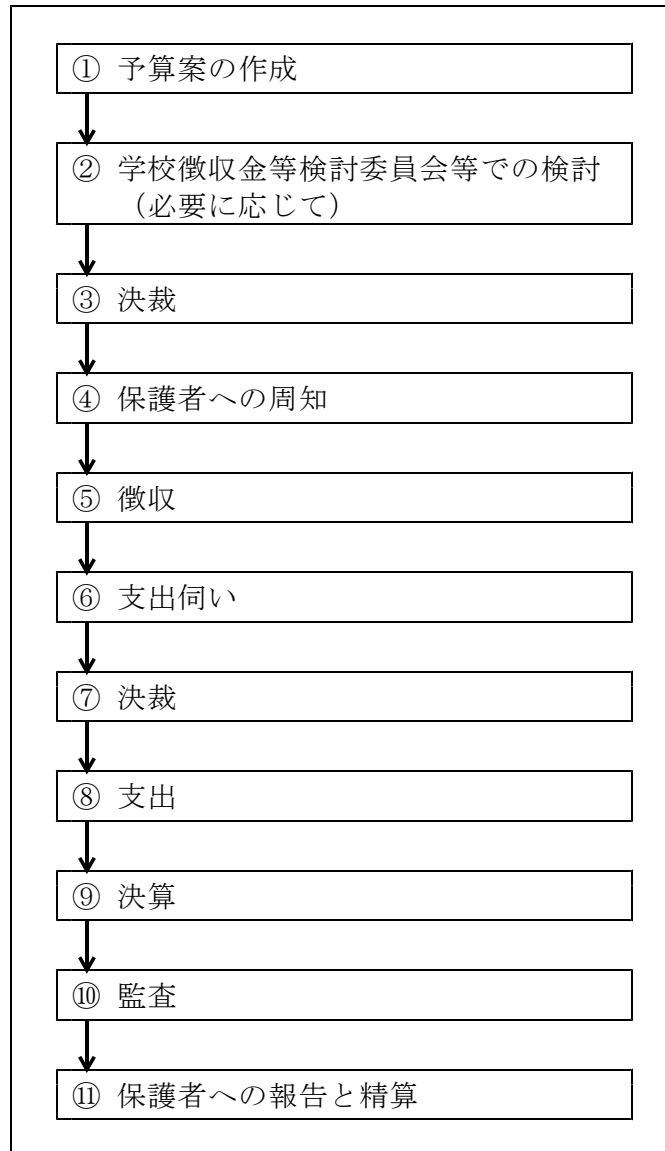 ① 予算案の作成
② 学校徴収金等検討委員会等での検討
（必要に応じて）
③ 決裁
④ 保護者への周知
⑤ 徴収
⑥ 支出伺い
⑦ 決裁
⑧ 支出
⑨ 決算
⑩ 監査
⑪ 保護者への報告と精算